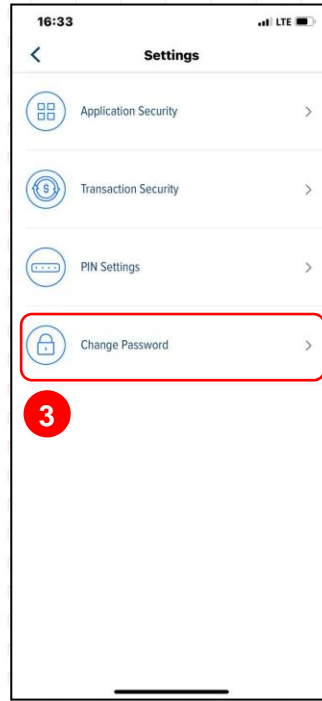 16:33
LTE
Settings
Application Security
Transaction Security
PIN Settings
Change Password
3